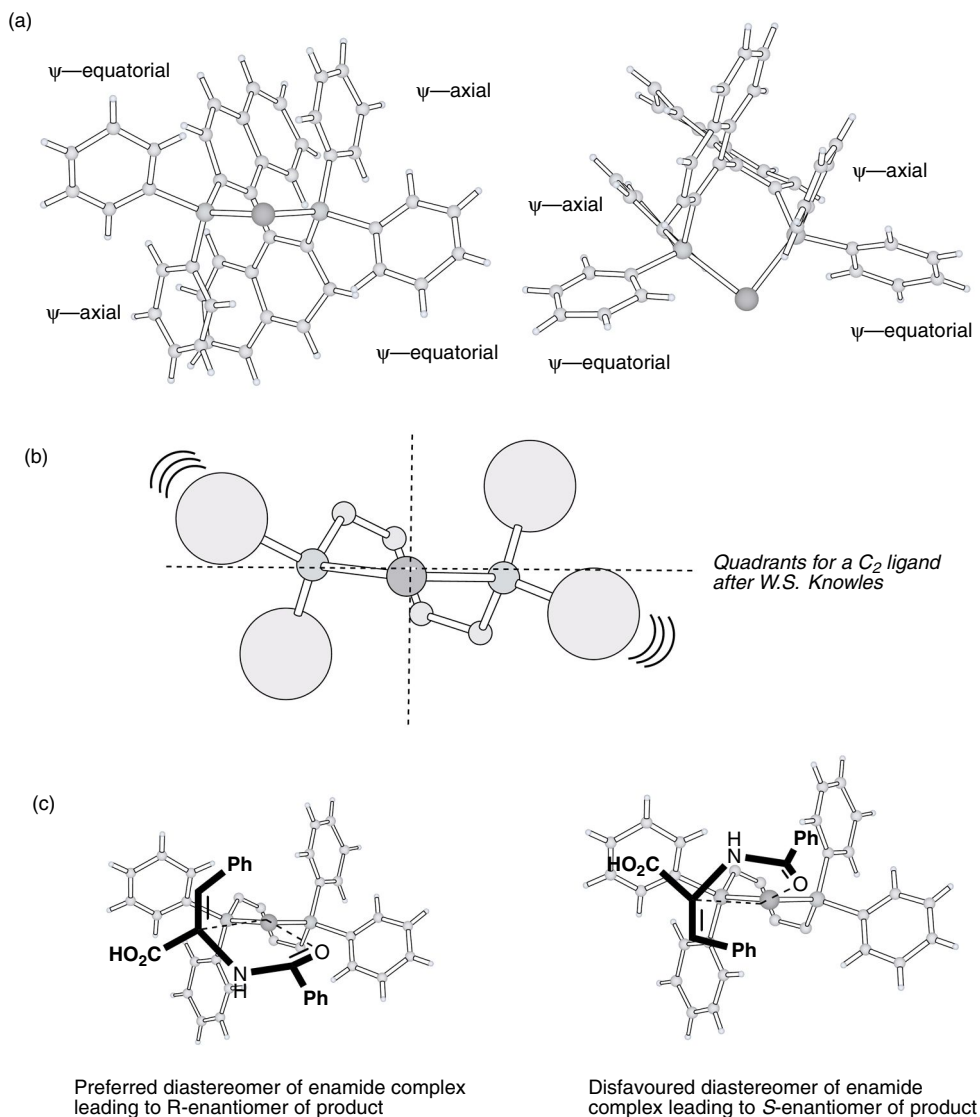 (a)
ψ—equatorial
ψ—axial
ψ—axial
ψ—equatorial
ψ—axial
ψ—axial
ψ—equatorial
ψ—equatorial
(b)
Quadrants for a C₂ ligand
after W.S. Knowles
(c)
Ph
HO₂C
N
H
O
Ph
Preferred diastereomer of enamide complex
leading to R-enantiomer of product
H
N
Ph
HO₂C
O
Ph
Disfavoured diastereomer of enamide
complex leading to S-enantiomer of product